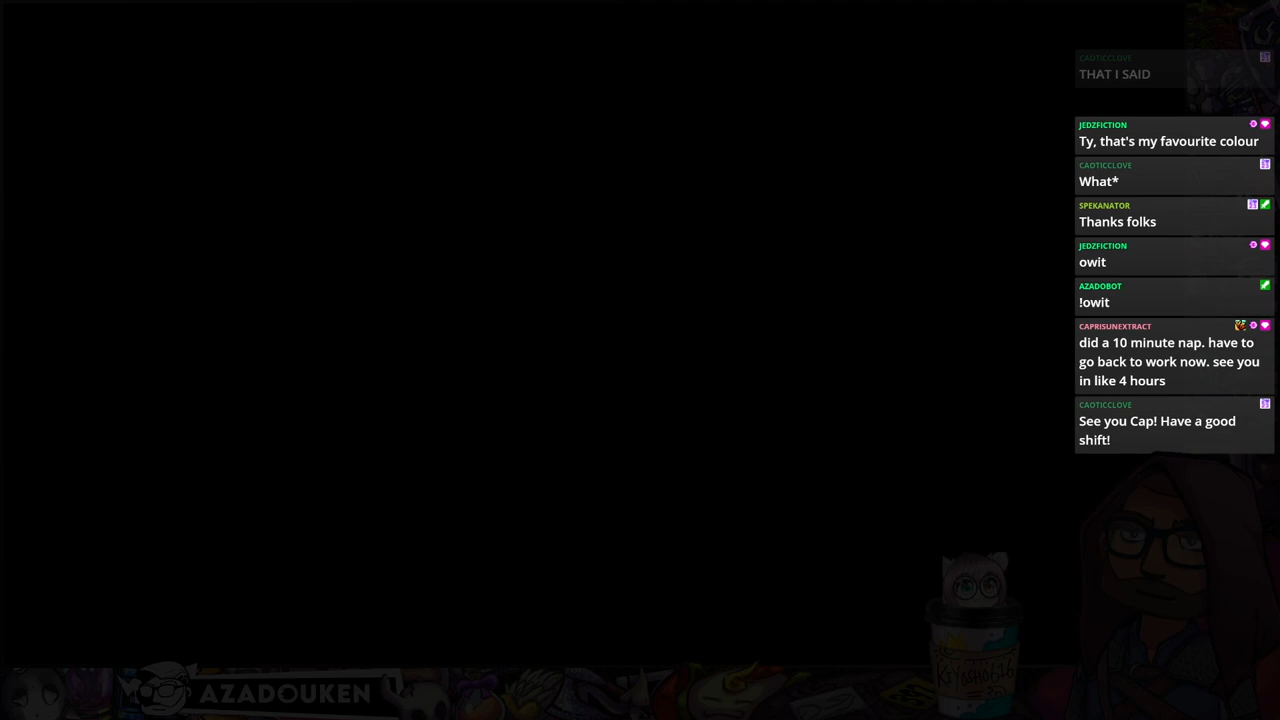 CAOTICCLOVE
THAT I SAID
JEDZFICTION
Ty, that's my favourite colour
CAOTICCLOVE
What*
SPEKANATOR
Thanks folks
JEDZFICTION
owit
AZADOBOT
!owit
CAPRISUNEXTRACT
did a 10 minute nap. have to
go back to work now. see you
in like 4 hours
CAOTICCLOVE
See you Cap! Have a good
shift!
KiYOSHO616
AZADOUKEN